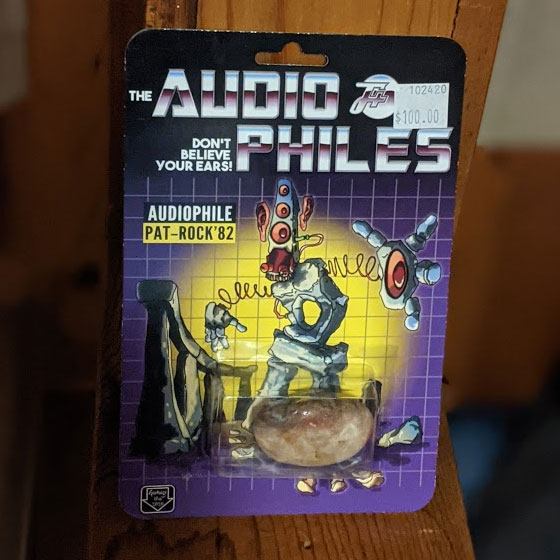 THE AUDIO
PHILES
102420
$100.00
DON'T
BELIEVE
YOUR EARS!
AUDIOPHILE
PAT-ROCK'82